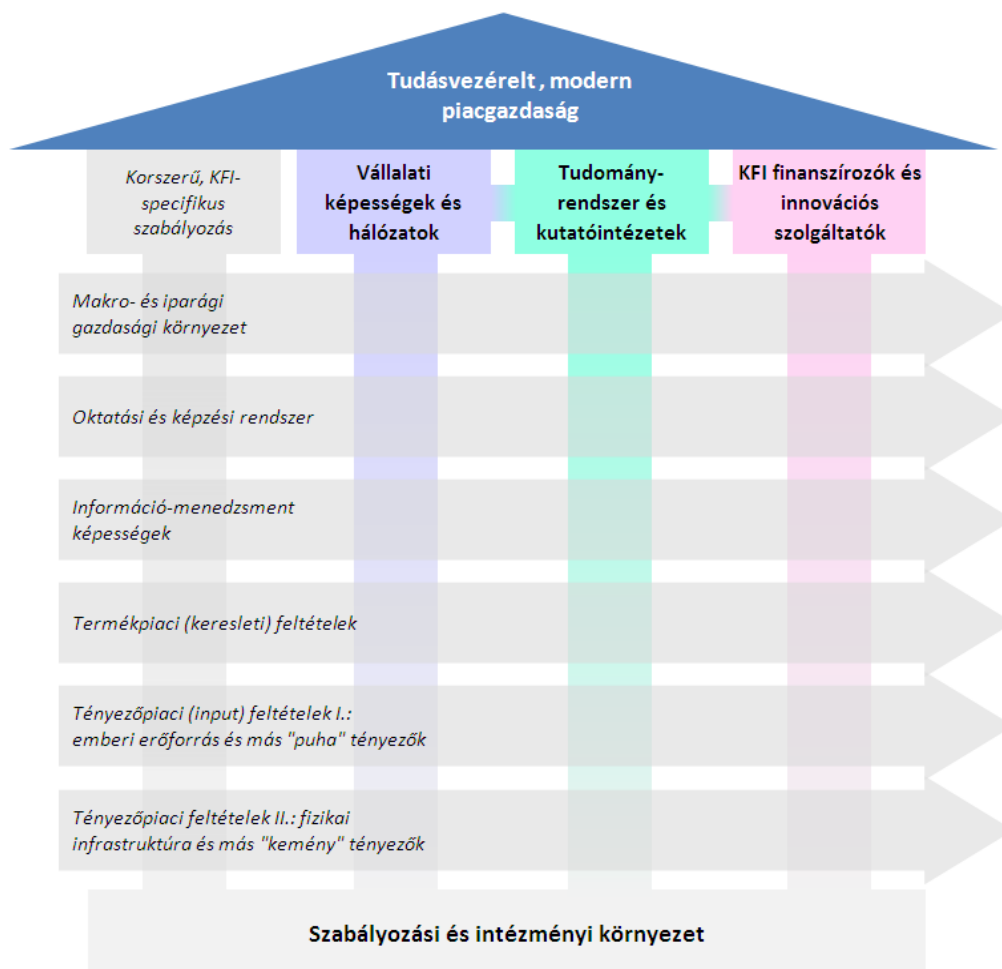 Tudásvezérelt , modern
piacgazdaság
Korszerű, KFI-
specifikus
szabályozás
Vállalati
képességek és
hálózatok
Tudomány-
rendszer és
kutatóintézetek
KFI finanszírozók és
innovációs
szolgáltatók
Makro- és iparági
gazdasági környezet
Oktatási és képzési rendszer
Információ-menedzsment
képességek
Termékpiaci (keresleti) feltételek
Tényezőpiaci (input) feltételek I.:
emberi erőforrás és más "puha" tényezők
Tényezőpiaci feltételek II.: fizikai
infrastruktúra és más "kemény" tényezők
Szabályozási és intézményi környezet